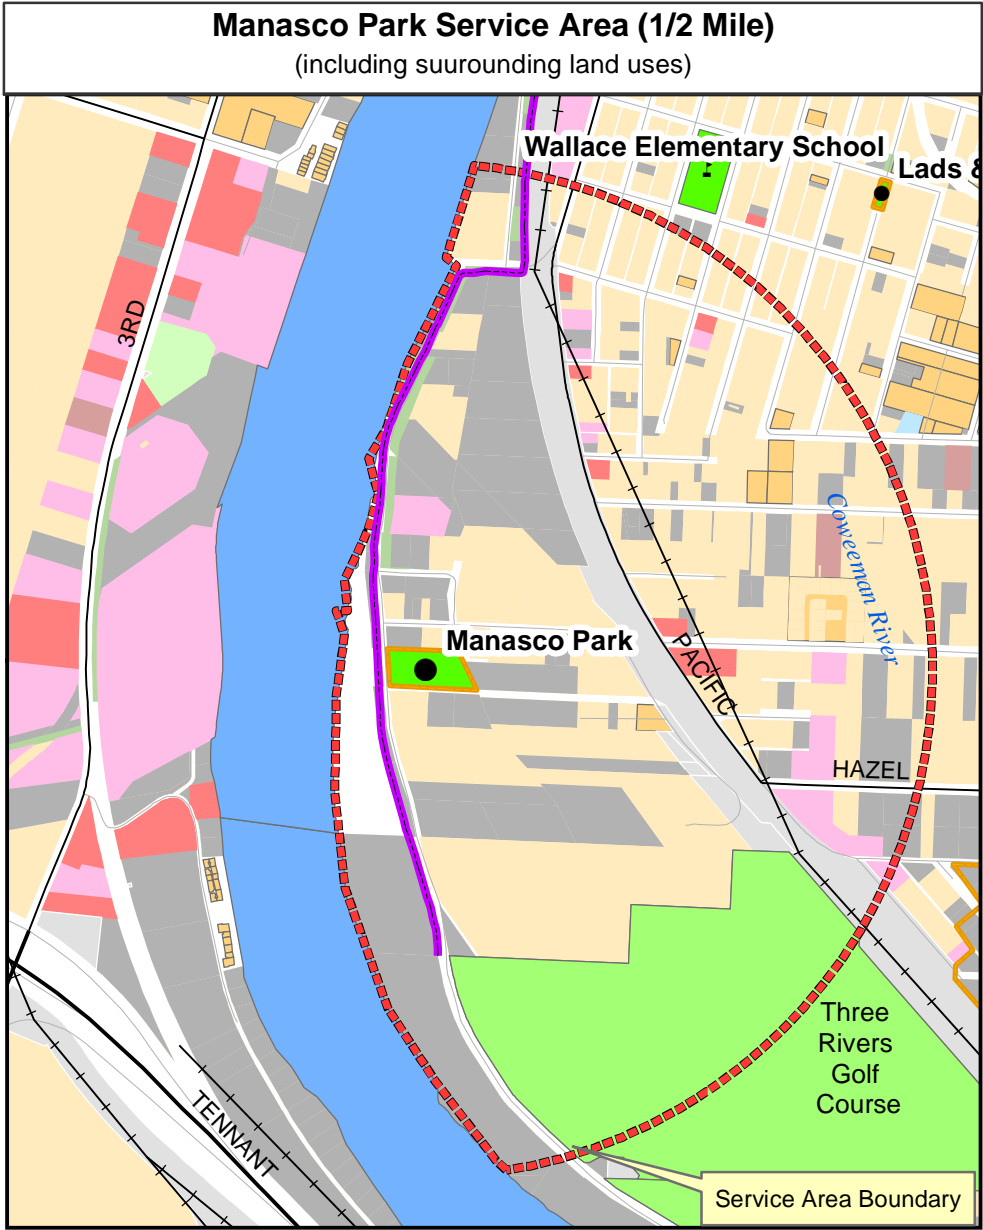 Manasco Park Service Area (1/2 Mile)
(including suurounding land uses)
Wallace Elementary School
Lads &
3RD
Coweeman River
Manasco Park
PACIFIC
HAZEL
Three
Rivers
Golf
Course
TENNANT
Service Area Boundary